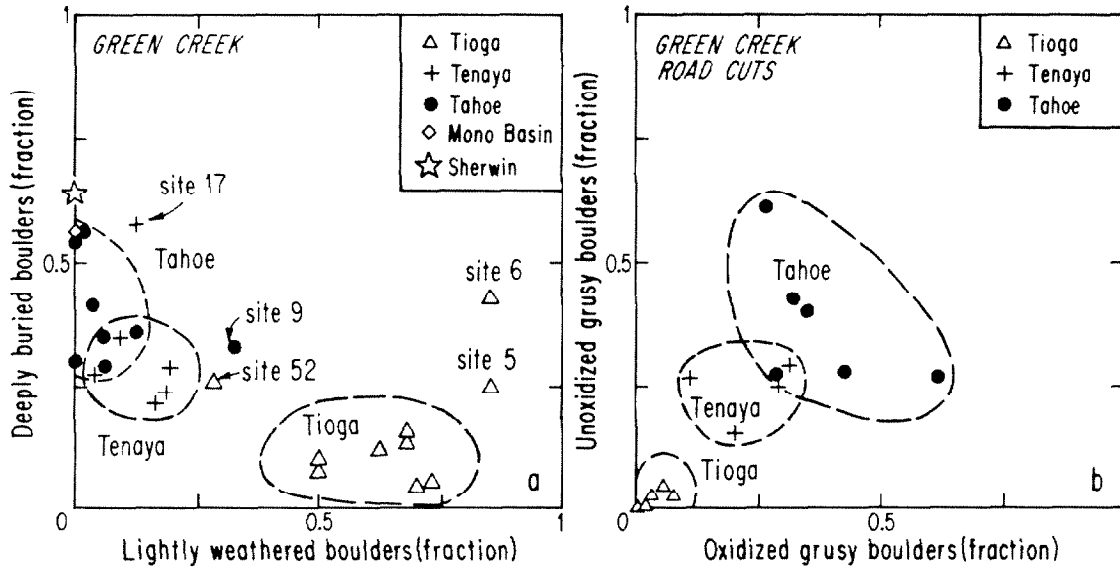 GREEN CREEK
Tioga
Tenaya
Tahoe
Mono Basin
Sherwin
site 17
Tahoe
site 6
site 9
site 52
site 5
Tenaya
Tioga
a
1
0.5
0
0.5
1
Deeply buried boulders (fraction)
Lightly weathered boulders (fraction)
GREEN CREEK
ROAD CUTS
Tioga
Tenaya
Tahoe
Tahoe
Tenaya
Tioga
b
1
0.5
0
0.5
Unoxidized grusy boulders (fraction)
Oxidized grusy boulders (fraction)